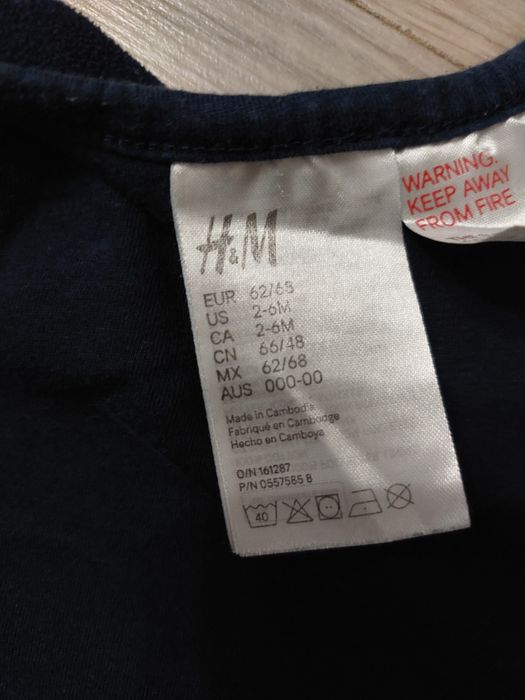 H&M
EUR 62/68
US 2-6M
CA 2-6M
CN 66/48
MX 62/68
AUS 000-00
Made in Cambodia
Fabriqué en Cambodge
Hecho en Camboya
O/N 161287
P/N 0557585 8
40
WARNING.
KEEP AWAY
FROM FIRE